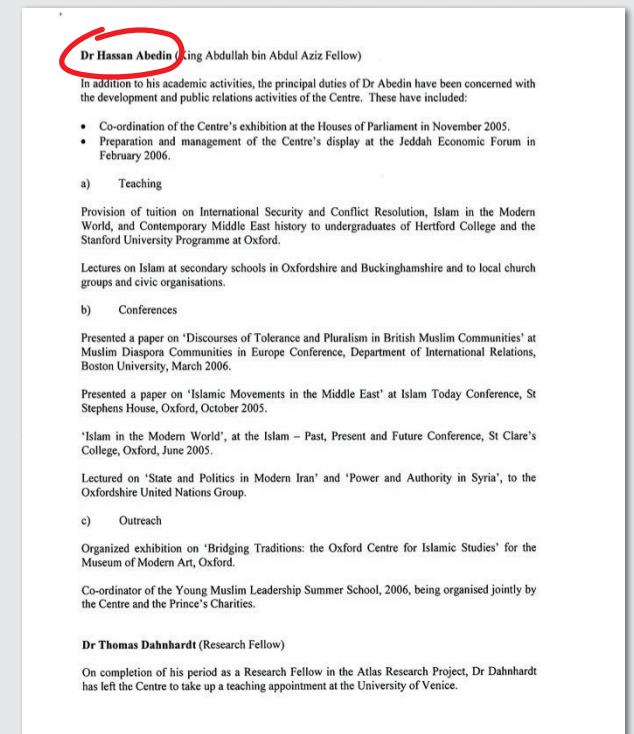 Dr Hassan Abedin (King Abdullah bin Abdul Aziz Fellow)
In addition to his academic activities, the principal duties of Dr Abedin have been concerned with
the development and public relations activities of the Centre. These have included:
• Co-ordination of the Centre's exhibition at the Houses of Parliament in November 2005.
• Preparation and management of the Centre's display at the Jeddah Economic Forum in
February 2006.
a) Teaching
Provision of tuition on International Security and Conflict Resolution, Islam in the Modern
World, and Contemporary Middle East history to undergraduates of Hertford College and the
Stanford University Programme at Oxford.
Lectures on Islam at secondary schools in Oxfordshire and Buckinghamshire and to local church
groups and civic organisations.
b) Conferences
Presented a paper on 'Discourses of Tolerance and Pluralism in British Muslim Communities' at
Muslim Diaspora Communities in Europe Conference, Department of International Relations,
Boston University, March 2006.
Presented a paper on 'Islamic Movements in the Middle East' at Islam Today Conference, St
Stephens House, Oxford, October 2005.
'Islam in the Modern World', at the Islam – Past, Present and Future Conference, St Clare's
College, Oxford, June 2005.
Lectured on 'State and Politics in Modern Iran' and 'Power and Authority in Syria', to the
Oxfordshire United Nations Group.
c) Outreach
Organized exhibition on 'Bridging Traditions: the Oxford Centre for Islamic Studies' for the
Museum of Modern Art, Oxford.
Co-ordinator of the Young Muslim Leadership Summer School, 2006, being organised jointly by
the Centre and the Prince's Charities.
Dr Thomas Dahnhardt (Research Fellow)
On completion of his period as a Research Fellow in the Atlas Research Project, Dr Dahnhardt
has left the Centre to take up a teaching appointment at the University of Venice.